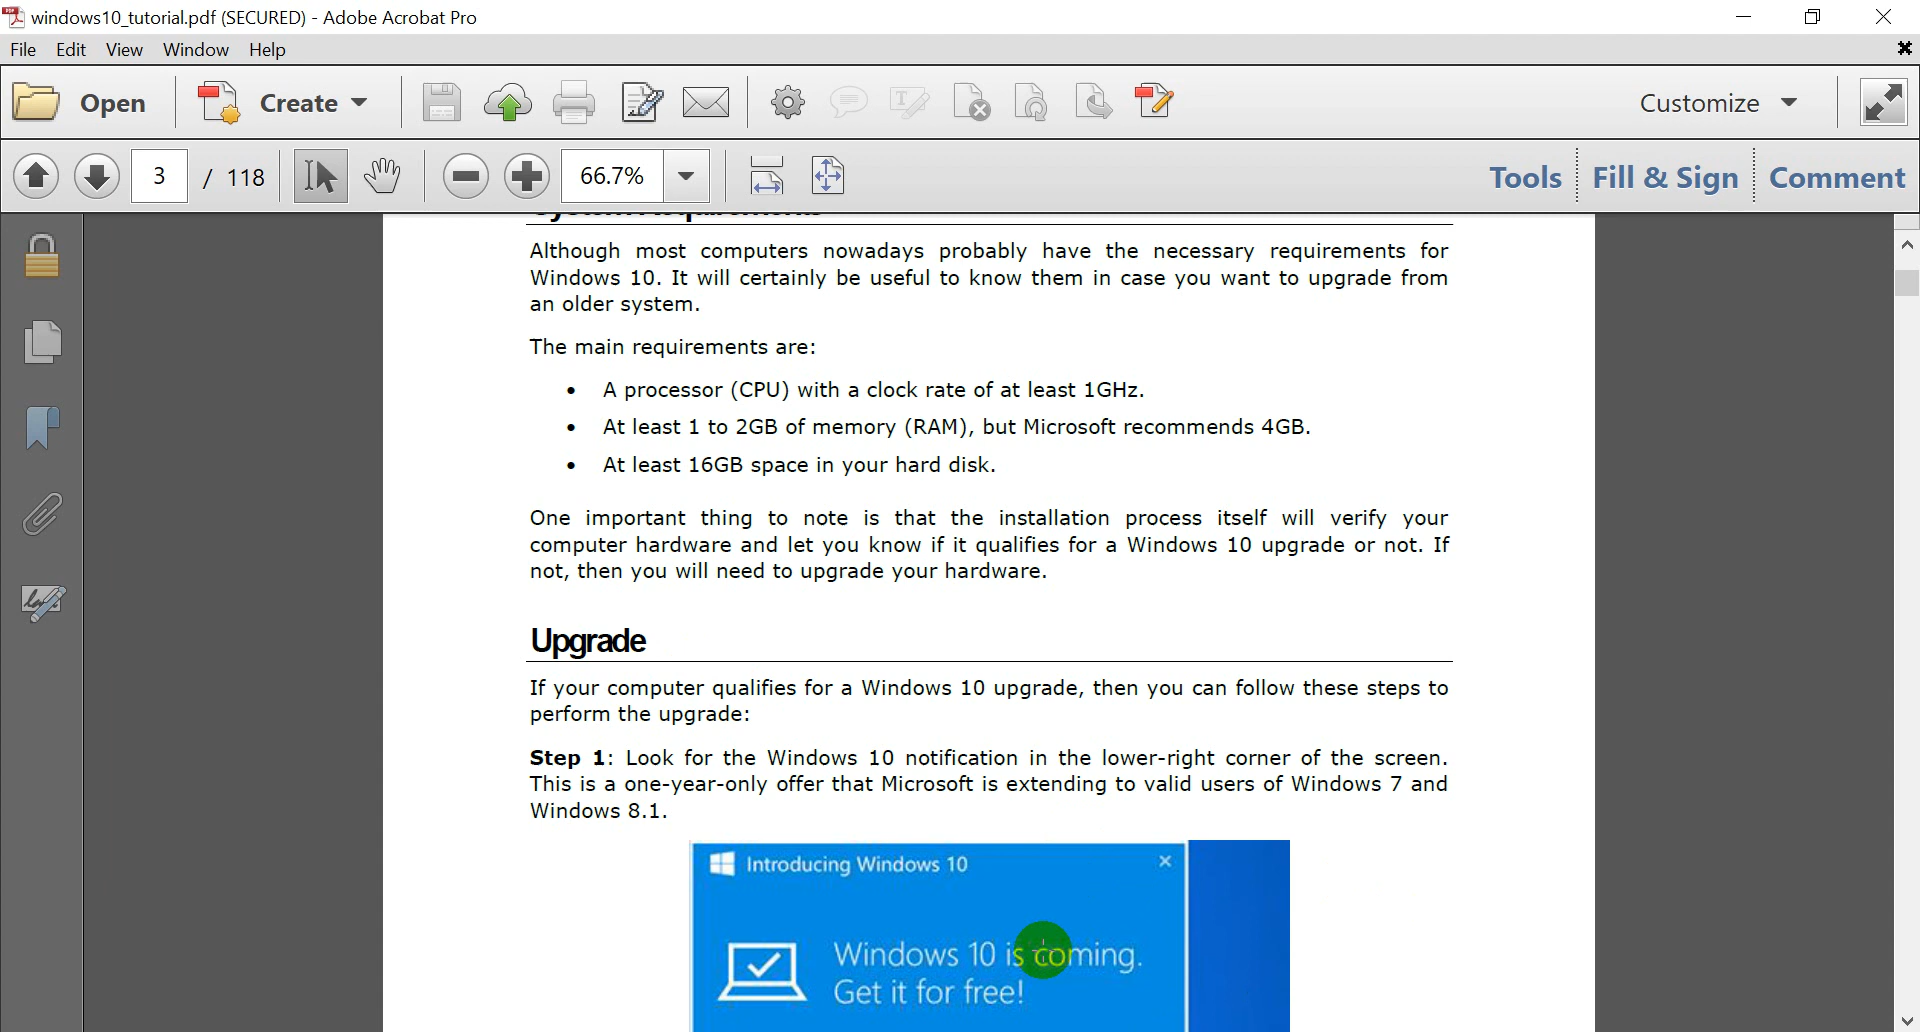 windows10_tutorial.pdf (SECURED) - Adobe Acrobat Pro
File Edit View Window Help
Open Create Customize
3 / 118 66.7% Tools Fill & Sign Comment
System Requirements
Although most computers nowadays probably have the necessary requirements for
Windows 10. It will certainly be useful to know them in case you want to upgrade from
an older system.
The main requirements are:
• A processor (CPU) with a clock rate of at least 1GHz.
• At least 1 to 2GB of memory (RAM), but Microsoft recommends 4GB.
• At least 16GB space in your hard disk.
One important thing to note is that the installation process itself will verify your
computer hardware and let you know if it qualifies for a Windows 10 upgrade or not. If
not, then you will need to upgrade your hardware.
Upgrade
If your computer qualifies for a Windows 10 upgrade, then you can follow these steps to
perform the upgrade:
Step 1: Look for the Windows 10 notification in the lower-right corner of the screen.
This is a one-year-only offer that Microsoft is extending to valid users of Windows 7 and
Windows 8.1.
Introducing Windows 10
Windows 10 is coming.
Get it for free!